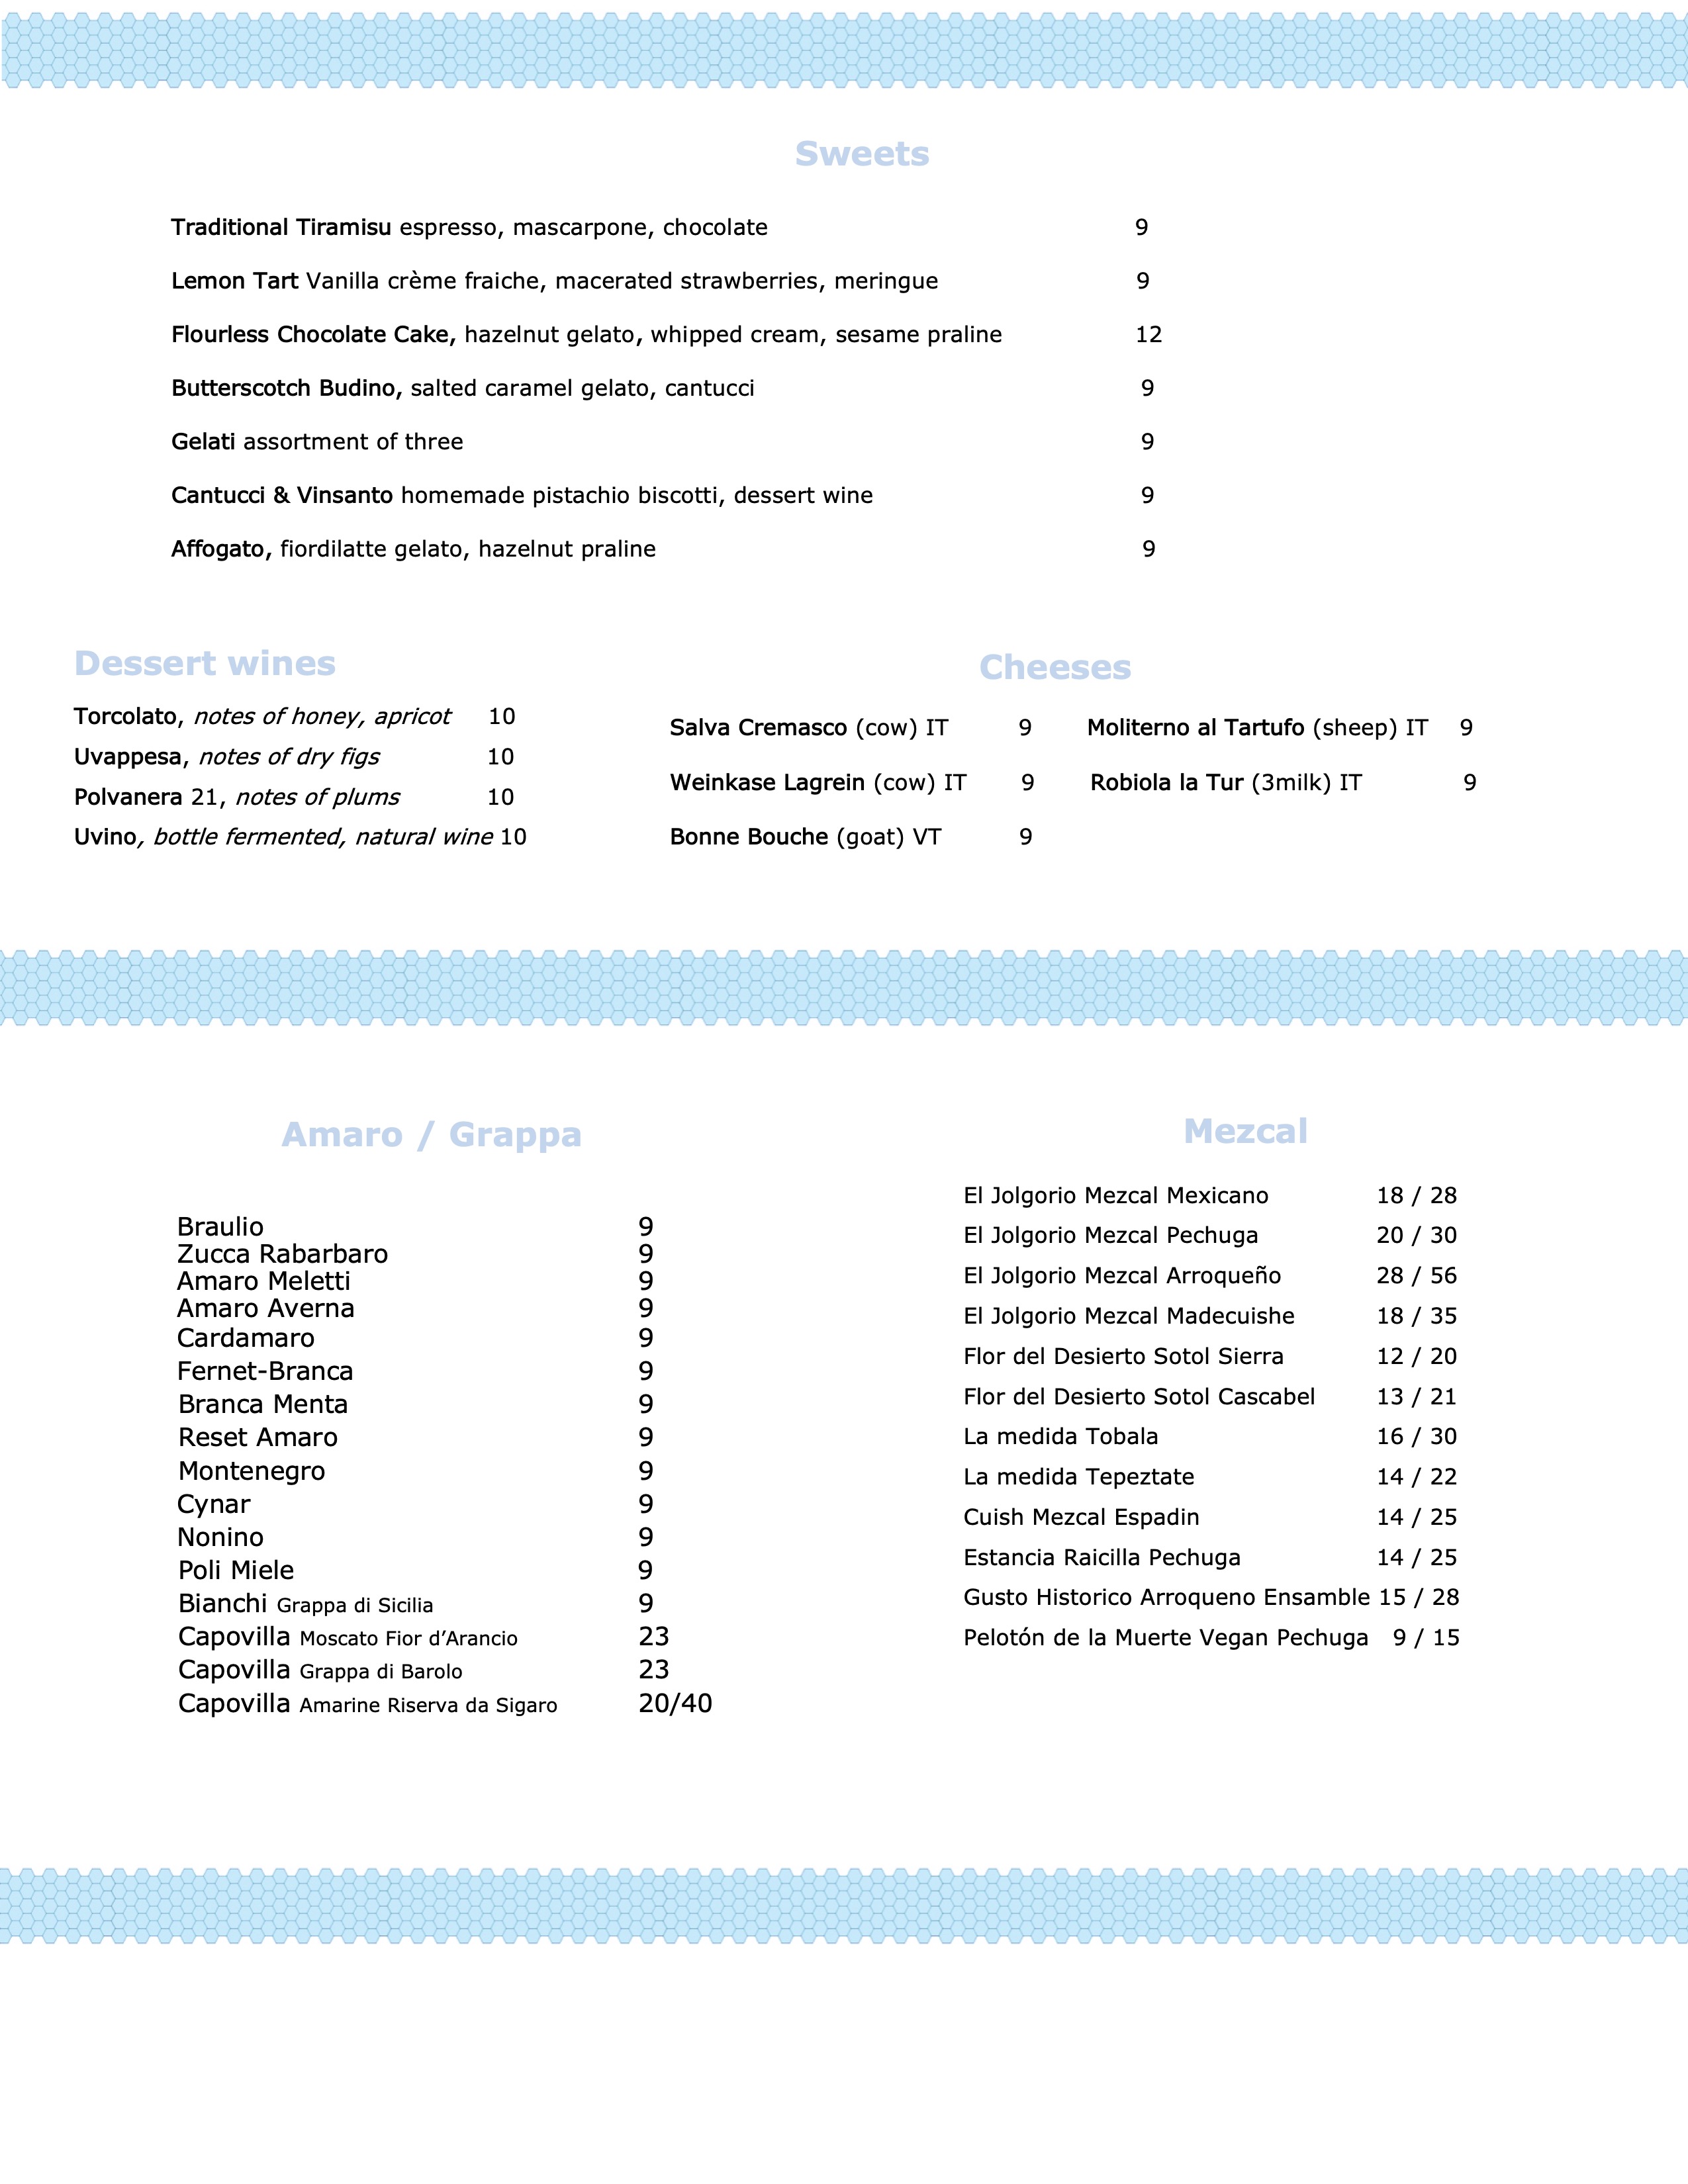 Sweets
Traditional Tiramisu espresso, mascarpone, chocolate 9
Lemon Tart Vanilla crème fraiche, macerated strawberries, meringue 9
Flourless Chocolate Cake, hazelnut gelato, whipped cream, sesame praline 12
Butterscotch Budino, salted caramel gelato, cantucci 9
Gelati assortment of three 9
Cantucci & Vinsanto homemade pistachio biscotti, dessert wine 9
Affogato, fiordilatte gelato, hazelnut praline 9
Dessert wines
Torcolato, notes of honey, apricot 10
Uvappesa, notes of dry figs 10
Polvanera 21, notes of plums 10
Uvino, bottle fermented, natural wine 10
Cheeses
Salva Cremasco (cow) IT 9 Moliterno al Tartufo (sheep) IT 9
Weinkase Lagrein (cow) IT 9 Robiola la Tur (3milk) IT 9
Bonne Bouche (goat) VT 9
Amaro / Grappa
Braulio 9
Zucca Rabarbaro 9
Amaro Meletti 9
Amaro Averna 9
Cardamaro 9
Fernet-Branca 9
Branca Menta 9
Reset Amaro 9
Montenegro 9
Cynar 9
Nonino 9
Poli Miele 9
Bianchi Grappa di Sicilia 9
Capovilla Moscato Fior d’Arancio 23
Capovilla Grappa di Barolo 23
Capovilla Amarine Riserva da Sigaro 20/40
Mezcal
El Jolgorio Mezcal Mexicano 18 / 28
El Jolgorio Mezcal Pechuga 20 / 30
El Jolgorio Mezcal Arroqueño 28 / 56
El Jolgorio Mezcal Madecuishe 18 / 35
Flor del Desierto Sotol Sierra 12 / 20
Flor del Desierto Sotol Cascabel 13 / 21
La medida Tobala 16 / 30
La medida Tepeztate 14 / 22
Cuish Mezcal Espadin 14 / 25
Estancia Raicilla Pechuga 14 / 25
Gusto Historico Arroqueno Ensamble 15 / 28
Pelotón de la Muerte Vegan Pechuga 9 / 15